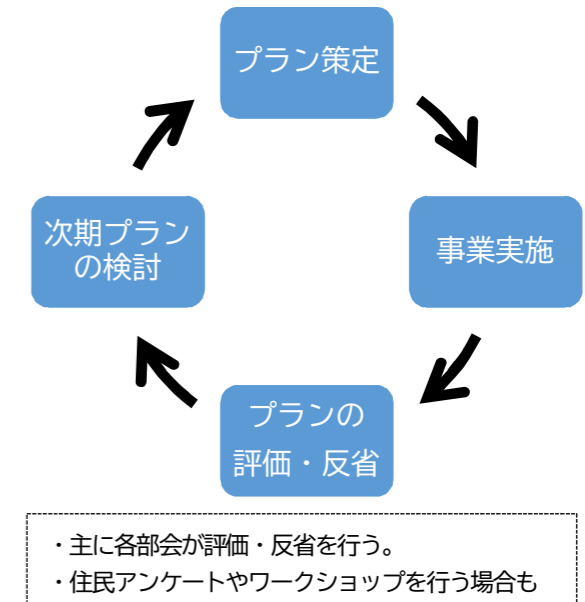 プラン策定
事業実施
次期プラン
の検討
プランの
評価・反省
・主に各部会が評価・反省を行う。
・住民アンケートやワークショップを行う場合も